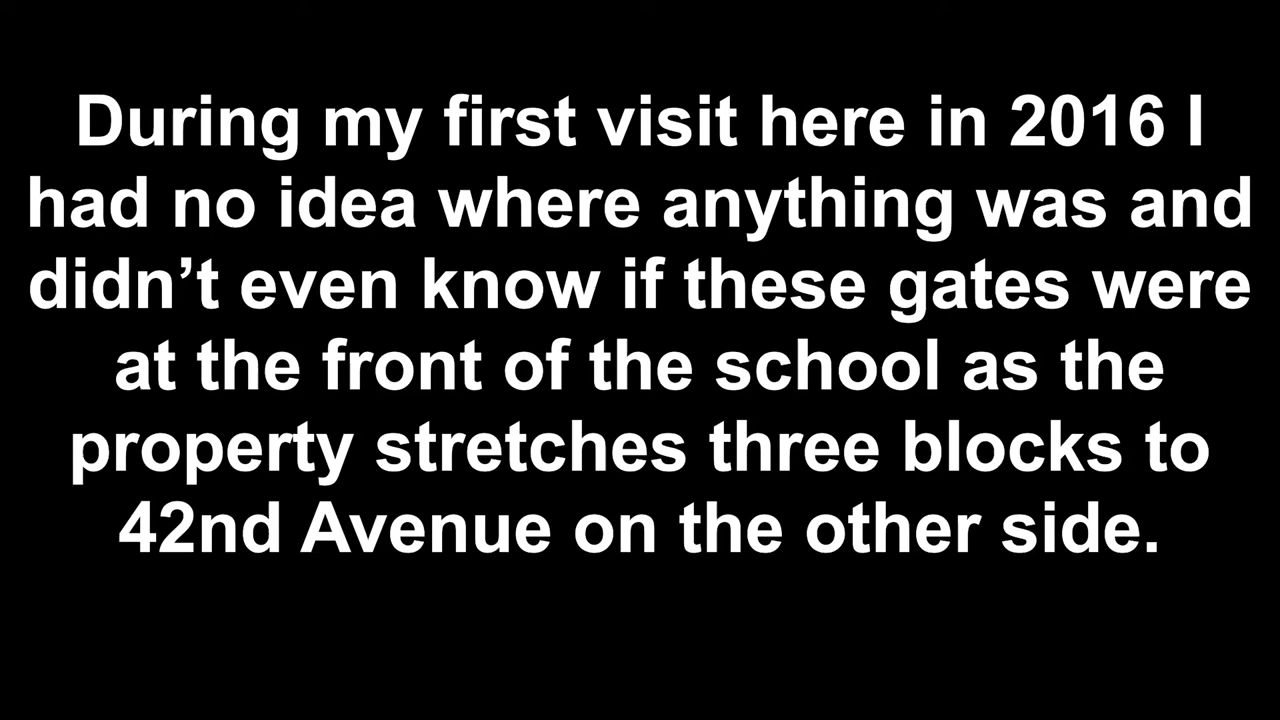 During my first visit here in 2016 I
had no idea where anything was and
didn’t even know if these gates were
at the front of the school as the
property stretches three blocks to
42nd Avenue on the other side.